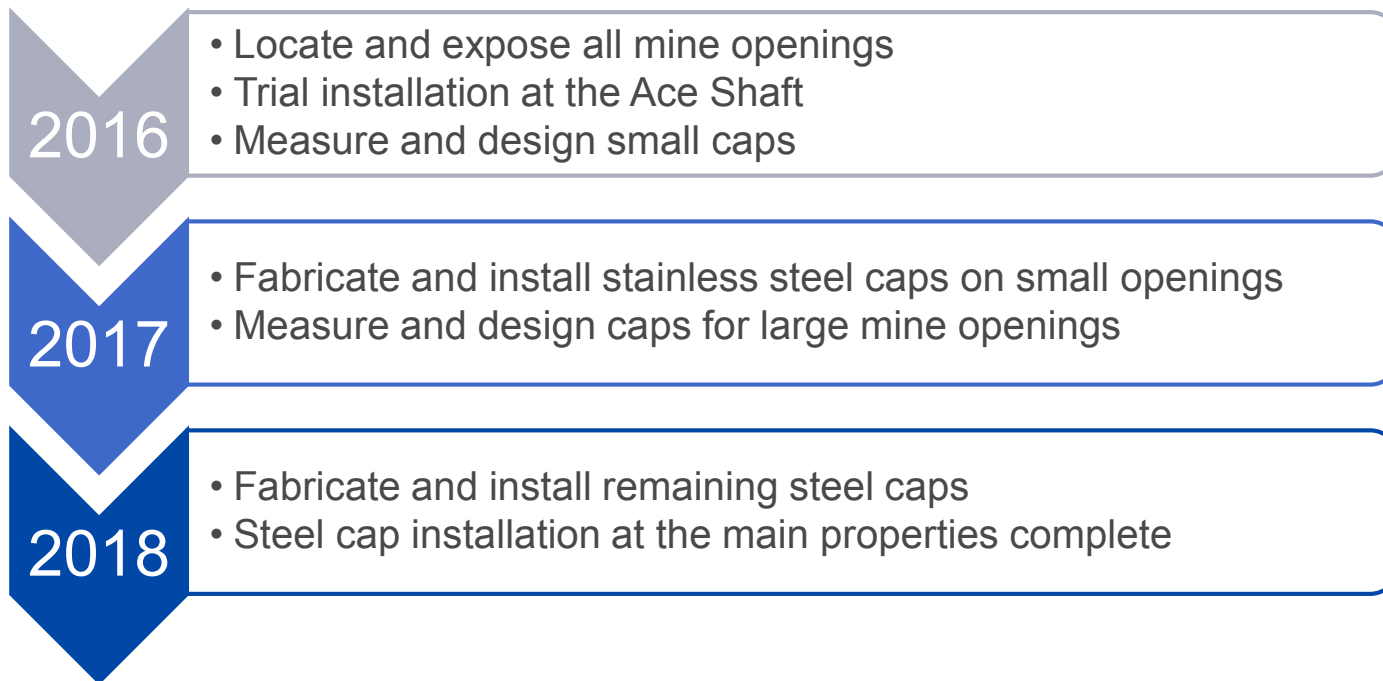 2016
• Locate and expose all mine openings
• Trial installation at the Ace Shaft
• Measure and design small caps
2017
• Fabricate and install stainless steel caps on small openings
• Measure and design caps for large mine openings
2018
• Fabricate and install remaining steel caps
• Steel cap installation at the main properties complete